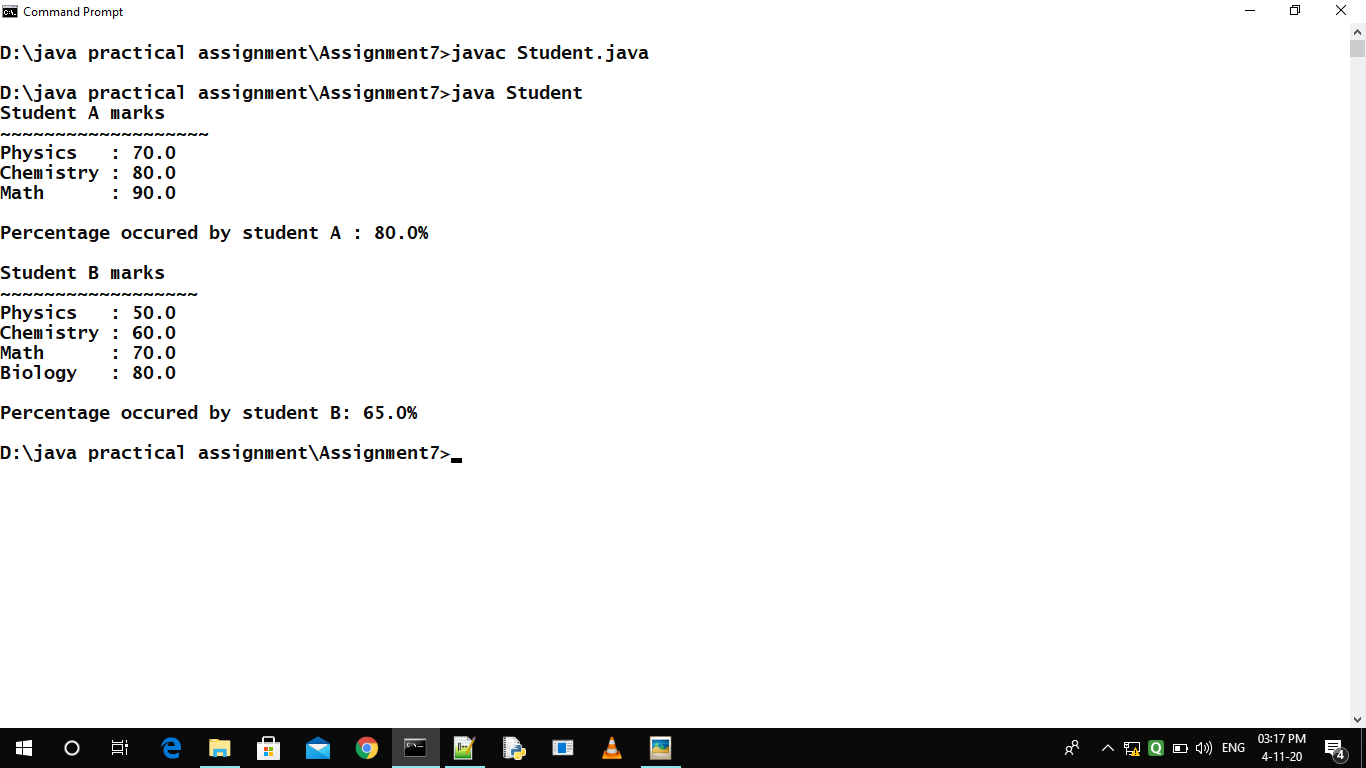 Command Prompt
D:\java practical assignment\Assignment7>javac Student.java
D:\java practical assignment\Assignment7>java Student
Student A marks
~~~~~~~~~~~~~~~~~~~
Physics   : 70.0
Chemistry : 80.0
Math      : 90.0
Percentage occured by student A : 80.0%
Student B marks
~~~~~~~~~~~~~~~~~~
Physics   : 50.0
Chemistry : 60.0
Math      : 70.0
Biology   : 80.0
Percentage occured by student B: 65.0%
D:\java practical assignment\Assignment7>
ENG
03:17 PM
4-11-20
4